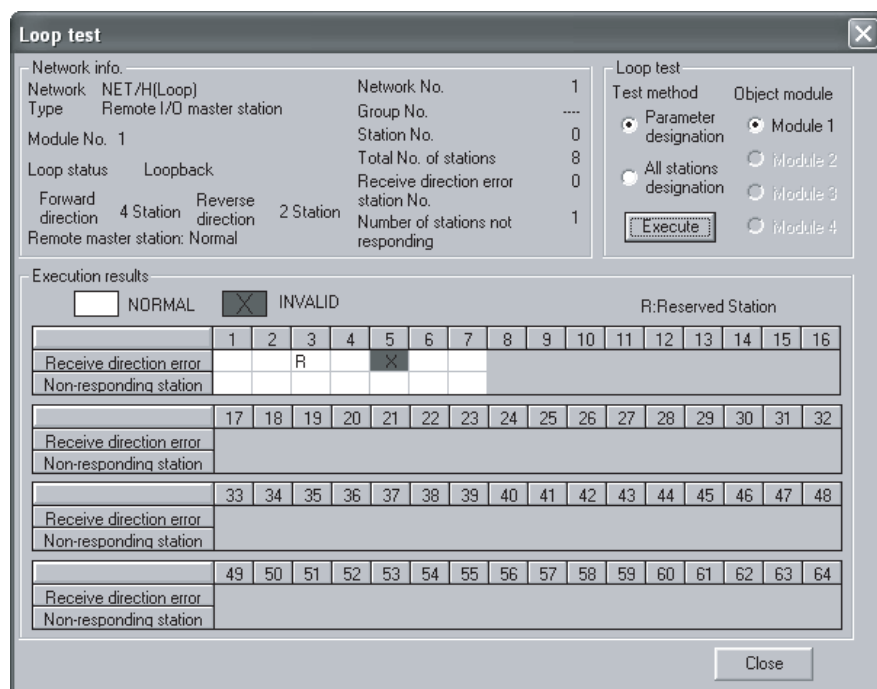 Loop test
Network info.
Network NET/H(Loop)
Type Remote I/O master station
Module No. 1
Loop status Loopback
Forward direction 4 Station Reverse direction 2 Station
Remote master station: Normal
Network No. 1
Group No. ----
Station No. 0
Total No. of stations 8
Receive direction error station No. 0
Number of stations not responding 1
Loop test
Test method
Parameter designation
All stations designation
Execute
Object module
Module 1
Module 2
Module 3
Module 4
Execution results
NORMAL X INVALID R:Reserved Station
1 2 3 4 5 6 7 8 9 10 11 12 13 14 15 16
Receive direction error R X
Non-responding station
17 18 19 20 21 22 23 24 25 26 27 28 29 30 31 32
Receive direction error
Non-responding station
33 34 35 36 37 38 39 40 41 42 43 44 45 46 47 48
Receive direction error
Non-responding station
49 50 51 52 53 54 55 56 57 58 59 60 61 62 63 64
Receive direction error
Non-responding station
Close